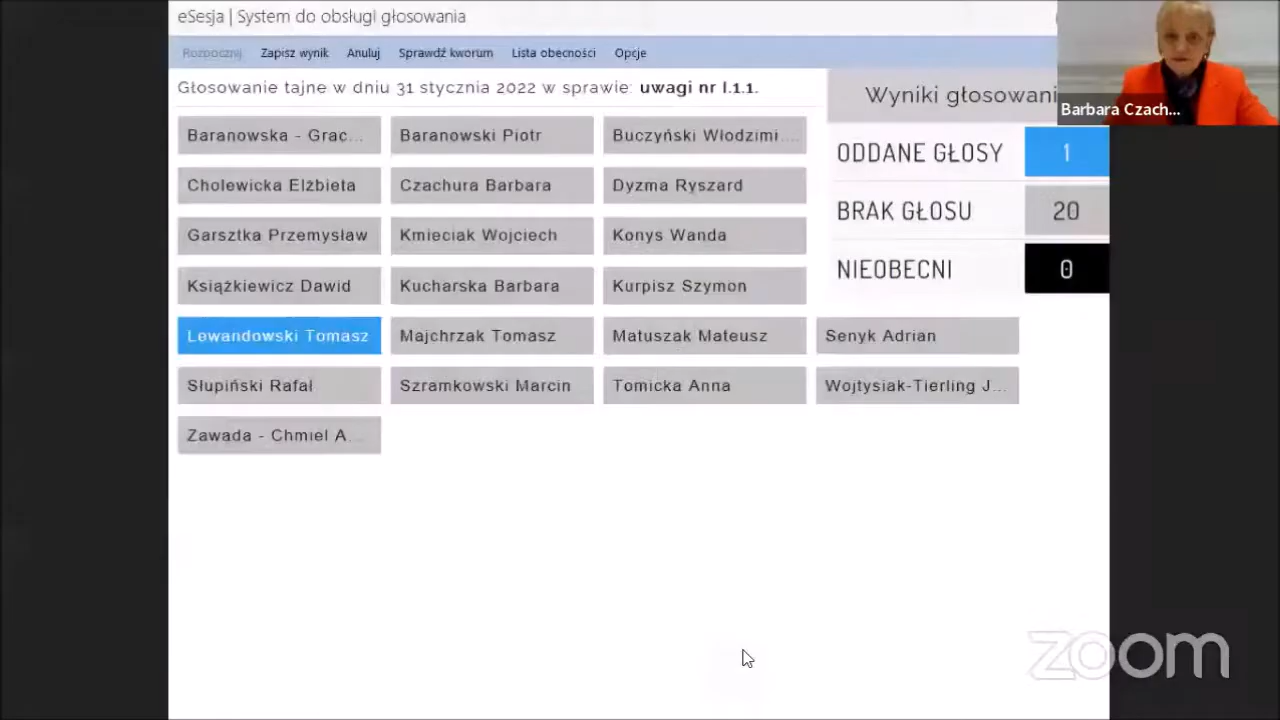 eSesja | System do obsługi głosowania
Rozpocznij Zapisz wynik Anuluj Sprawdź kworum Lista obecności Opcje
Głosowanie tajne w dniu 31 stycznia 2022 w sprawie: uwagi nr I.1.1.
Wyniki głosowani
Barbara Czach...
Baranowska - Grac... Baranowski Piotr Buczyński Włodzimi...
ODDANE GŁOSY 1
Cholewicka Elżbieta Czachura Barbara Dyzma Ryszard
BRAK GŁOSU 20
Garsztka Przemysław Kmieciak Wojciech Konys Wanda
NIEOBECNI 0
Książkiewicz Dawid Kucharska Barbara Kurpisz Szymon
Lewandowski Tomasz Majchrzak Tomasz Matuszak Mateusz Senyk Adrian
Słupiński Rafał Szramkowski Marcin Tomicka Anna Wojtysiak-Tierling J...
Zawada - Chmiel A...
zoom